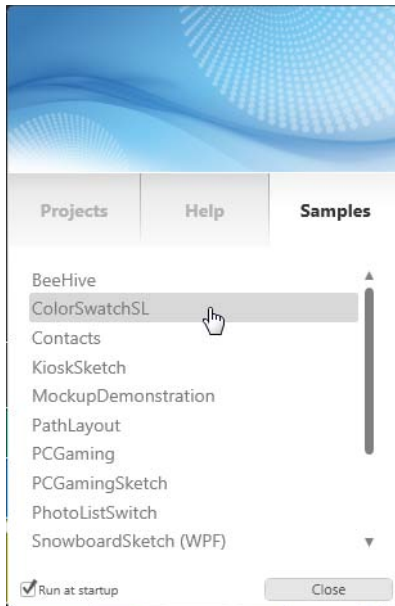 Projects Help Samples
BeeHive
ColorSwatchSL
Contacts
KioskSketch
MockupDemonstration
PathLayout
PCGaming
PCGamingSketch
PhotoListSwitch
SnowboardSketch (WPF)
Run at startup Close